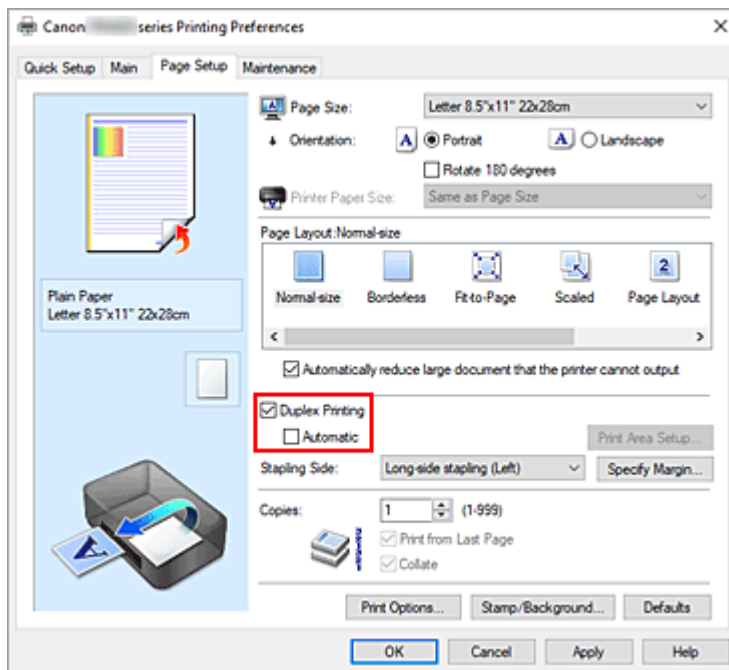 Canon series Printing Preferences
Quick Setup Main Page Setup Maintenance
Page Size: Letter 8.5"x11" 22x28cm
Orientation: A Portrait A Landscape
Rotate 180 degrees
Printer Paper Size: Same as Page Size
Page Layout:Normal-size
2
Normal-size Borderless Fit-to-Page Scaled Page Layout
Plain Paper
Letter 8.5"x11" 22x28cm
Automatically reduce large document that the printer cannot output
Duplex Printing
Automatic Print Area Setup...
Stapling Side: Long-side stapling (Left) Specify Margin...
Copies: 1 (1-999)
Print from Last Page
Collate
A
Print Options... Stamp/Background... Defaults
OK Cancel Apply Help